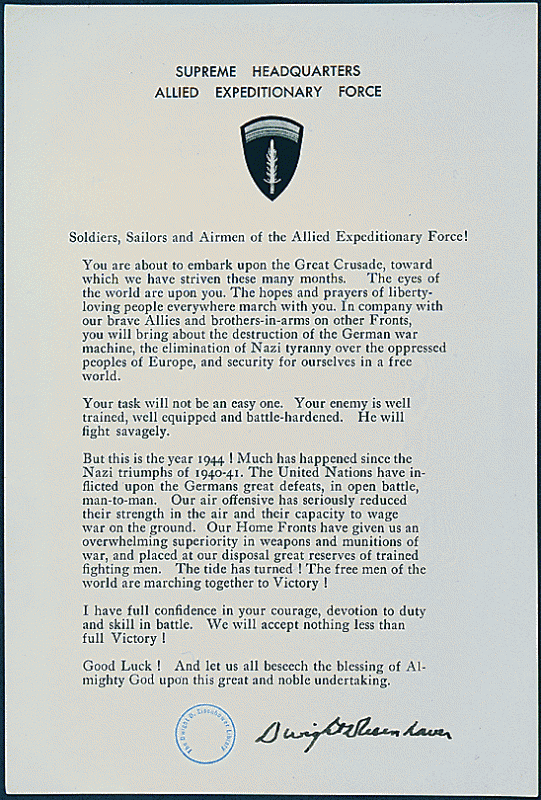 SUPREME HEADQUARTERS
ALLIED EXPEDITIONARY FORCE
Soldiers, Sailors and Airmen of the Allied Expeditionary Force!
You are about to embark upon the Great Crusade, toward
which we have striven these many months. The eyes of
the world are upon you. The hopes and prayers of liberty-
loving people everywhere march with you. In company with
our brave Allies and brothers-in-arms on other Fronts,
you will bring about the destruction of the German war
machine, the elimination of Nazi tyranny over the oppressed
peoples of Europe, and security for ourselves in a free
world.
Your task will not be an easy one. Your enemy is well
trained, well equipped and battle-hardened. He will
fight savagely.
But this is the year 1944 ! Much has happened since the
Nazi triumphs of 1940-41. The United Nations have in-
flicted upon the Germans great defeats, in open battle,
man-to-man. Our air offensive has seriously reduced
their strength in the air and their capacity to wage
war on the ground. Our Home Fronts have given us an
overwhelming superiority in weapons and munitions of
war, and placed at our disposal great reserves of trained
fighting men. The tide has turned ! The free men of the
world are marching together to Victory !
I have full confidence in your courage, devotion to duty
and skill in battle. We will accept nothing less than
full Victory !
Good Luck ! And let us all beseech the blessing of Al-
mighty God upon this great and noble undertaking.
The Dwight D. Eisenhower Library
Dwight D Eisenhower